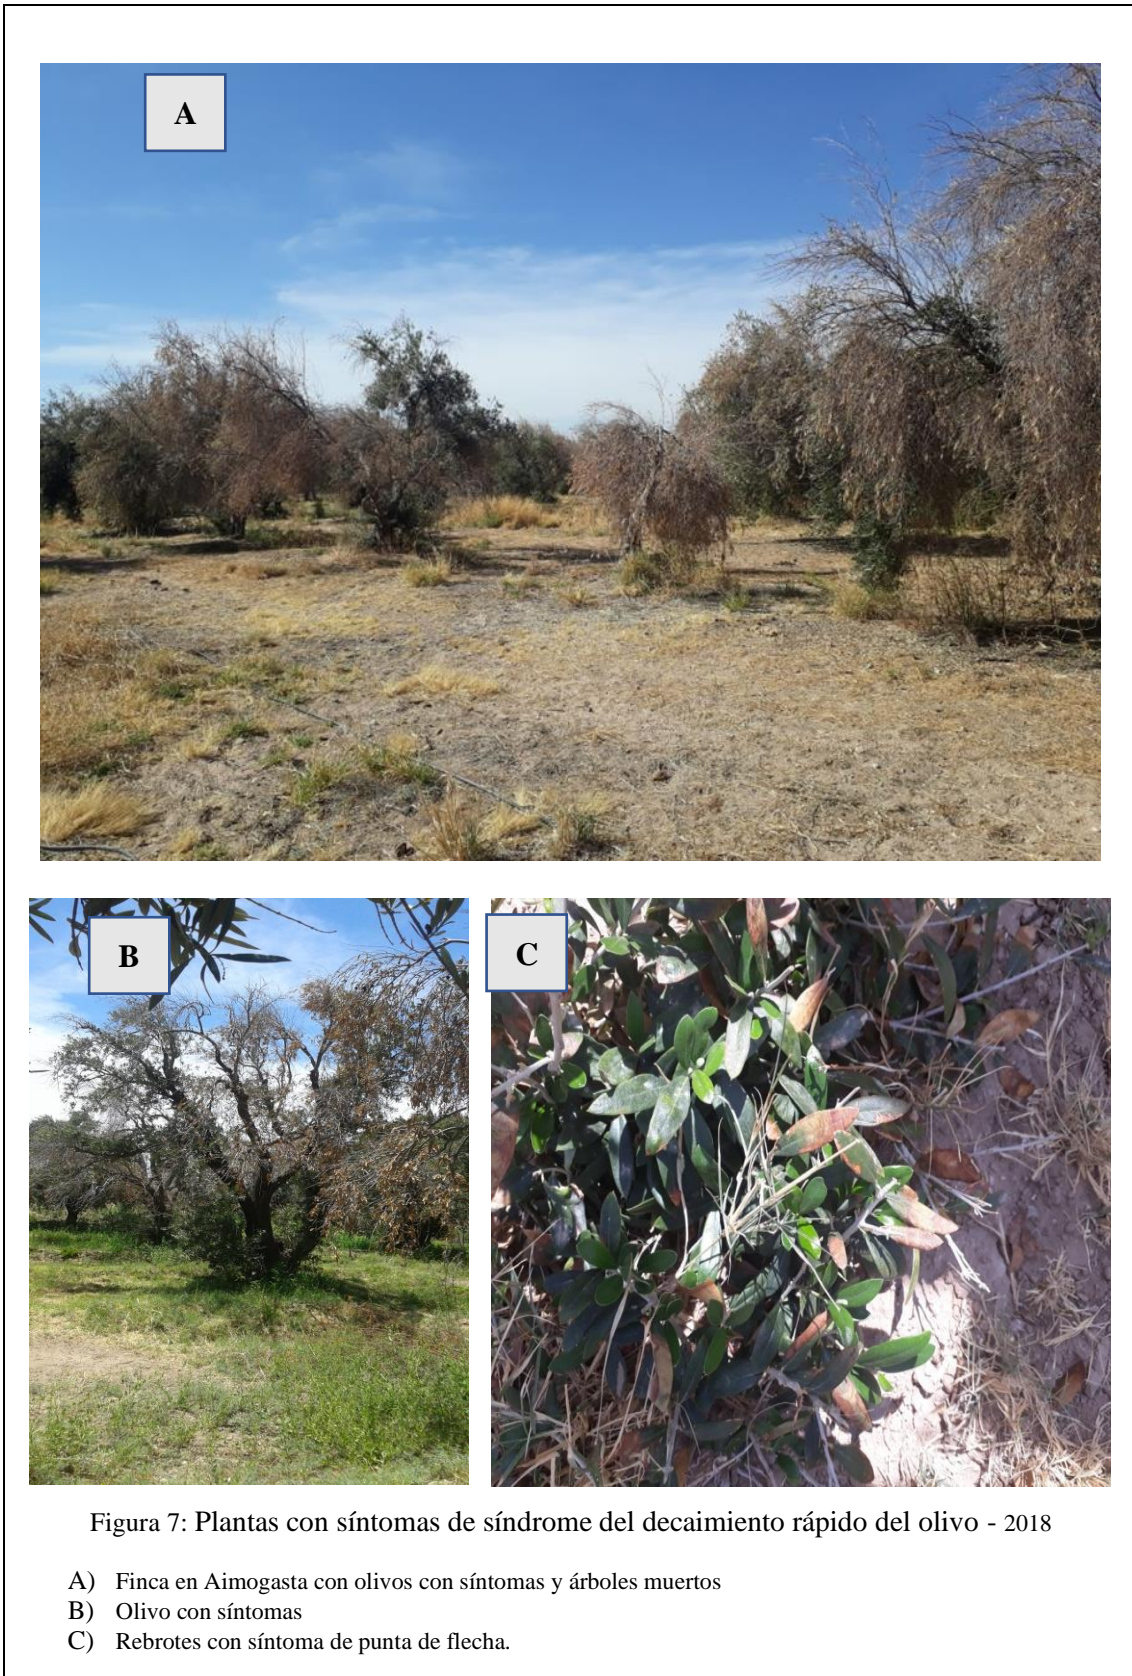 A
B
C
Figura 7: Plantas con síntomas de síndrome del decaimiento rápido del olivo - 2018
A) Finca en Aimogasta con olivos con síntomas y árboles muertos
B) Olivo con síntomas
C) Rebrotes con síntoma de punta de flecha.